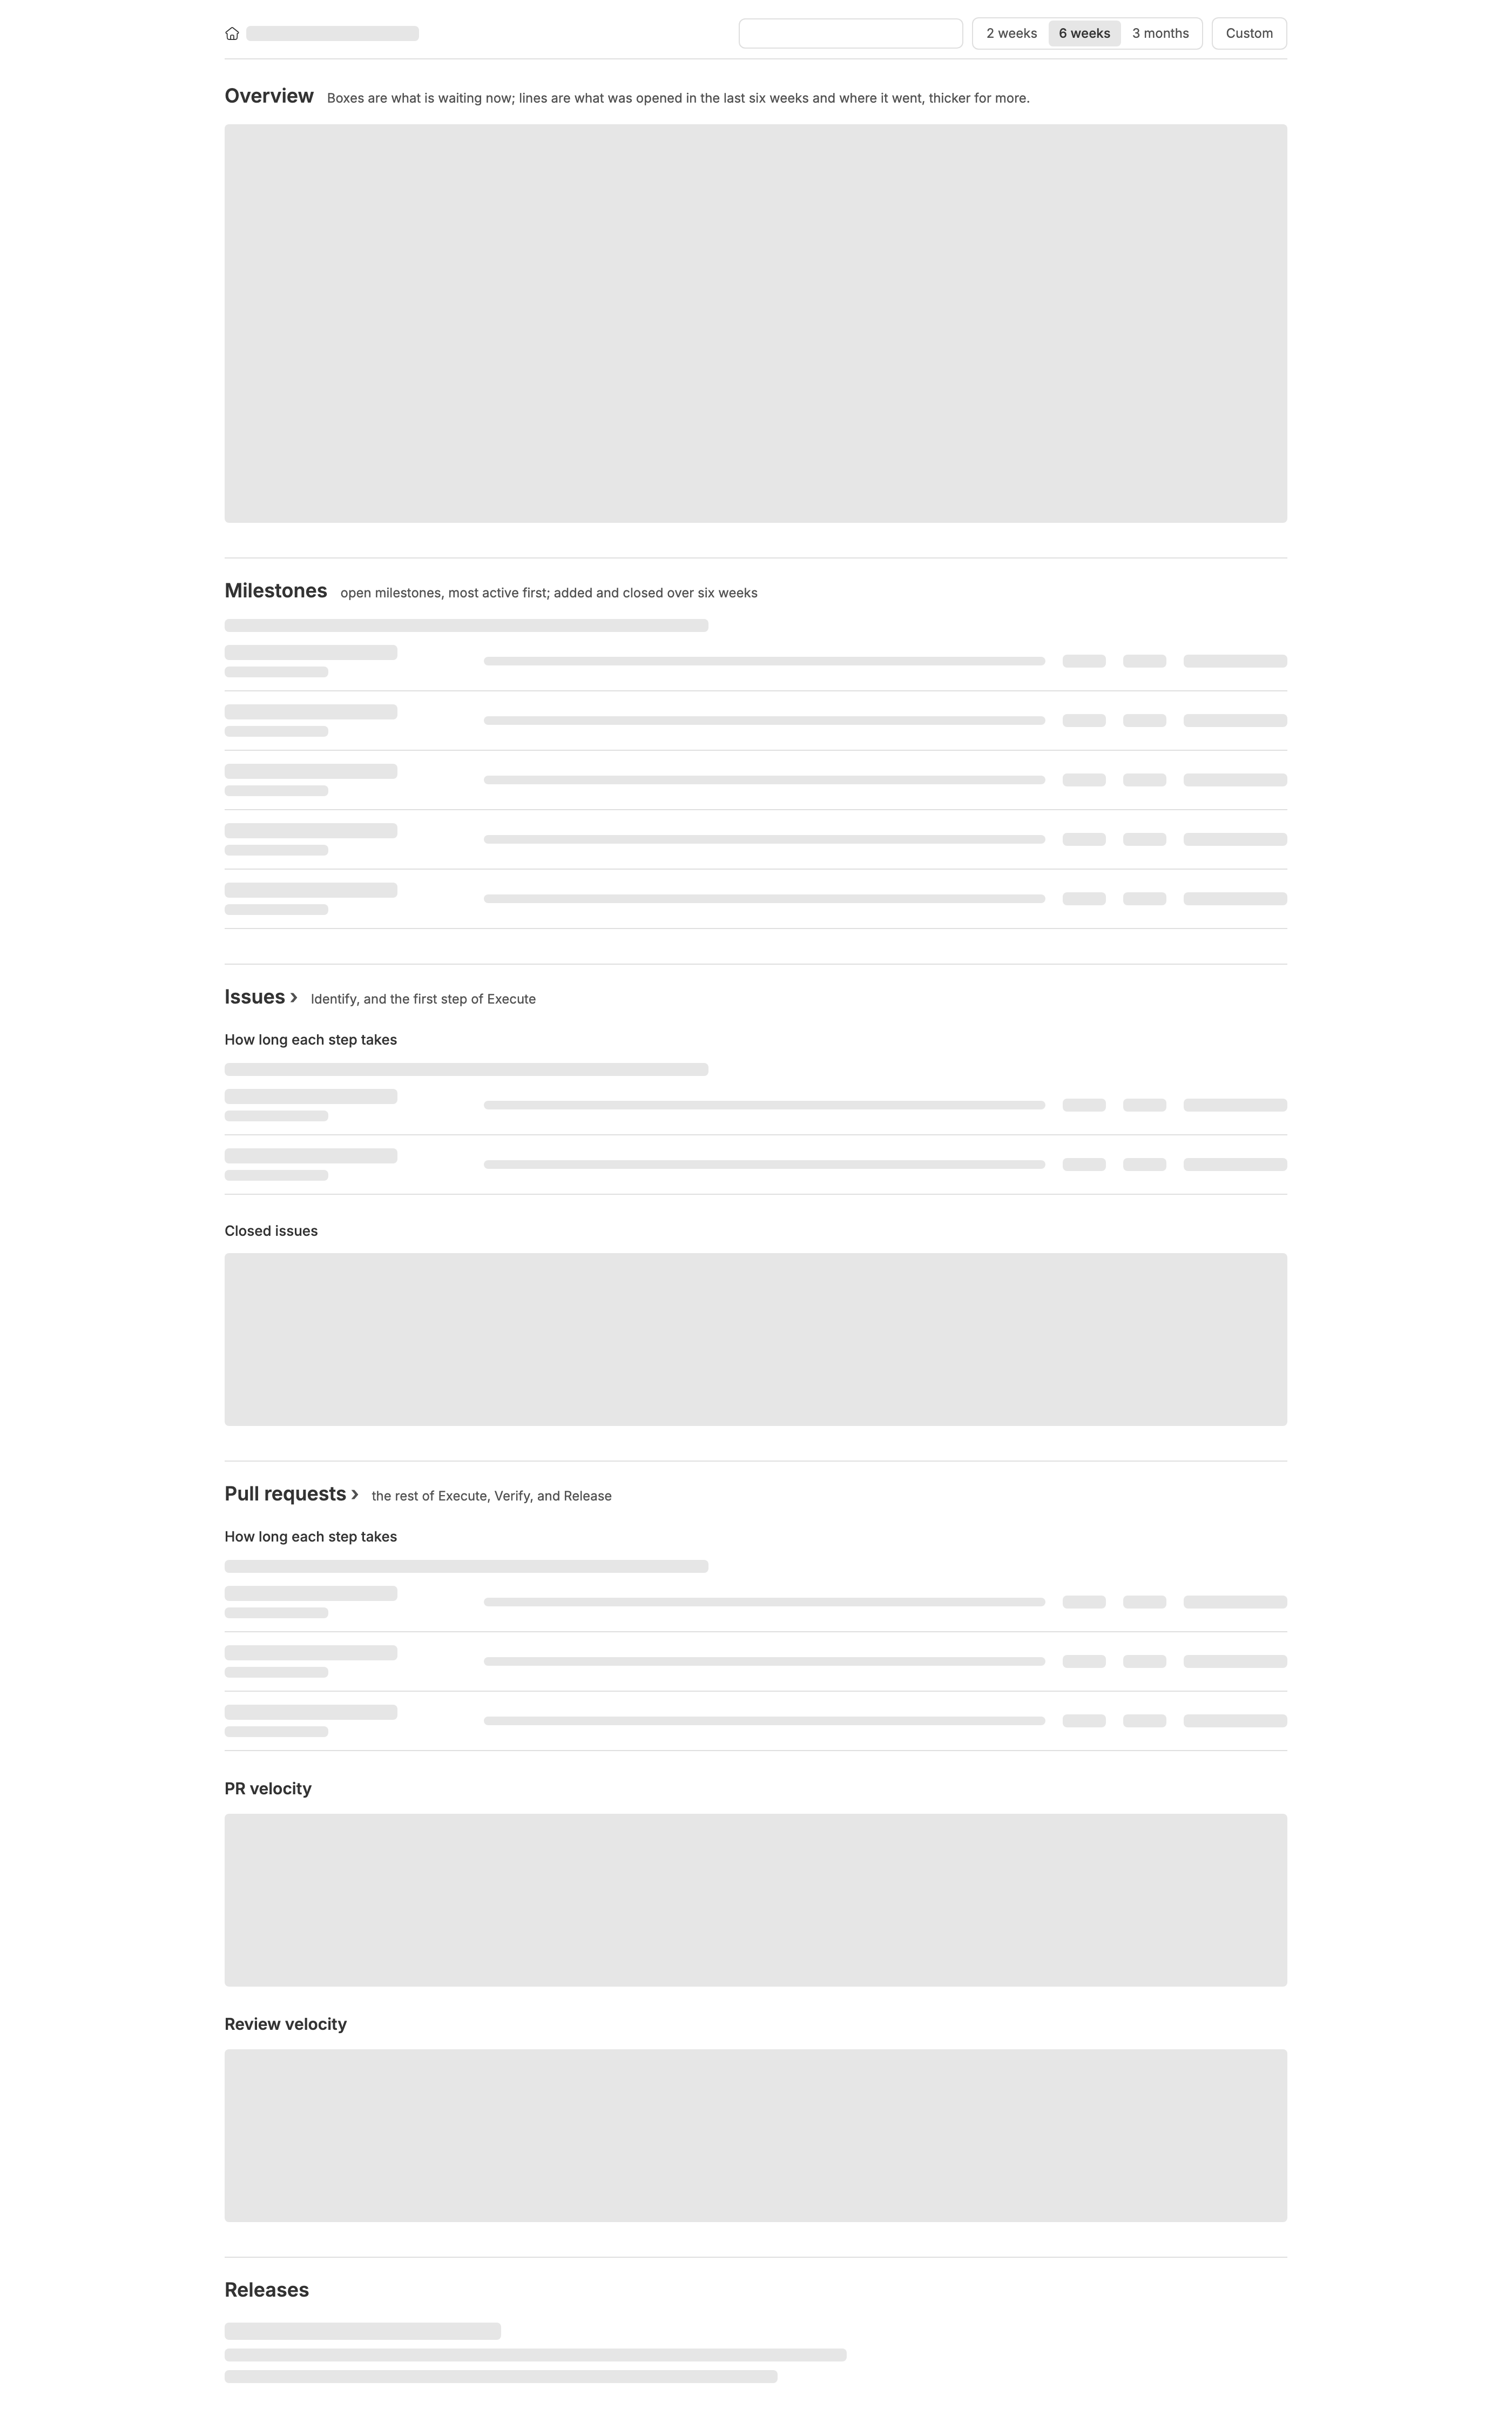 2 weeks 6 weeks 3 months Custom
Overview Boxes are what is waiting now; lines are what was opened in the last six weeks and where it went, thicker for more.
Milestones open milestones, most active first; added and closed over six weeks
Issues › Identify, and the first step of Execute
How long each step takes
Closed issues
Pull requests › the rest of Execute, Verify, and Release
How long each step takes
PR velocity
Review velocity
Releases